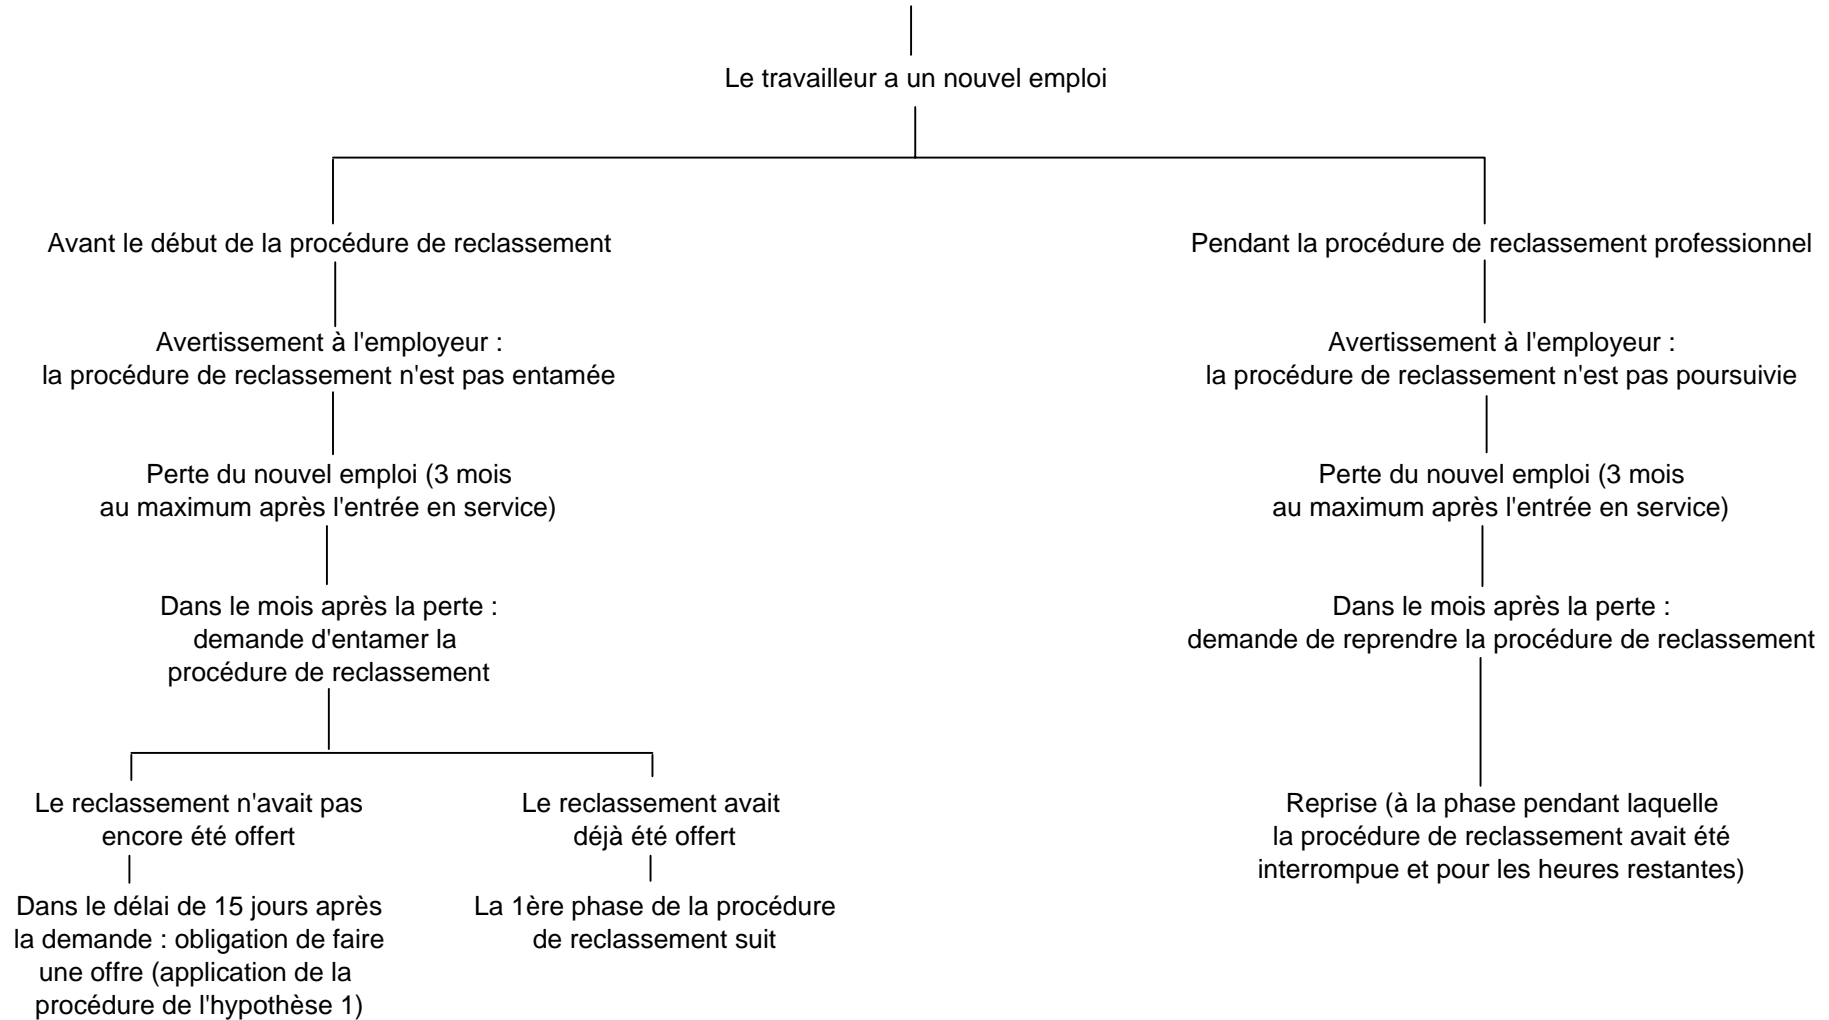 Le travailleur a un nouvel emploi
Avant le début de la procédure de reclassement
Avertissement à l'employeur :
la procédure de reclassement n'est pas entamée
Perte du nouvel emploi (3 mois
au maximum après l'entrée en service)
Dans le mois après la perte :
demande d'entamer la
procédure de reclassement
Le reclassement n'avait pas
encore été offert
Dans le délai de 15 jours après
la demande : obligation de faire
une offre (application de la
procédure de l'hypothèse 1)
Le reclassement avait
déjà été offert
La 1ère phase de la procédure
de reclassement suit
Pendant la procédure de reclassement professionnel
Avertissement à l'employeur :
la procédure de reclassement n'est pas poursuivie
Perte du nouvel emploi (3 mois
au maximum après l'entrée en service)
Dans le mois après la perte :
demande de reprendre la procédure de reclassement
Reprise (à la phase pendant laquelle
la procédure de reclassement avait été
interrompue et pour les heures restantes)